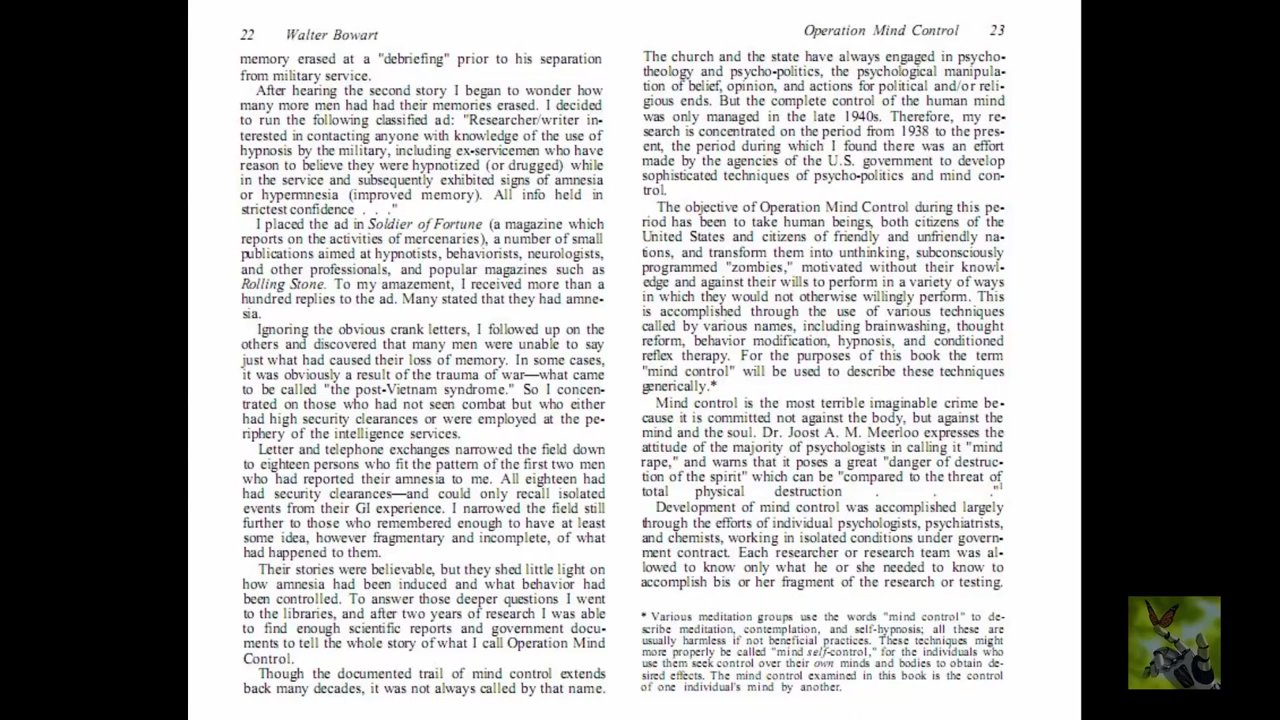 22 Walter Bowart
memory erased at a "debriefing" prior to his separation
from military service.
After hearing the second story I began to wonder how
many more men had had their memories erased. I decided
to run the following classified ad: "Researcher/writer in-
terested in contacting anyone with knowledge of the use of
hypnosis by the military, including ex-servicemen who have
reason to believe they were hypnotized (or drugged) while
in the service and subsequently exhibited signs of amnesia
or hypermnesia (improved memory). All info held in
strictest confidence . . ."
I placed the ad in Soldier of Fortune (a magazine which
reports on the activities of mercenaries), a number of small
publications aimed at hypnotists, behaviorists, neurologists,
and other professionals, and popular magazines such as
Rolling Stone. To my amazement, I received more than a
hundred replies to the ad. Many stated that they had amne-
sia.
Ignoring the obvious crank letters, I followed up on the
others and discovered that many men were unable to say
just what had caused their loss of memory. In some cases,
it was obviously a result of the trauma of war—what came
to be called "the post-Vietnam syndrome." So I concen-
trated on those who had not seen combat but who either
had high security clearances or were employed at the pe-
riphery of the intelligence services.
Letter and telephone exchanges narrowed the field down
to eighteen persons who fit the pattern of the first two men
who had reported their amnesia to me. All eighteen had
had security clearances—and could only recall isolated
events from their GI experience. I narrowed the field still
further to those who remembered enough to have at least
some idea, however fragmentary and incomplete, of what
had happened to them.
Their stories were believable, but they shed little light on
how amnesia had been induced and what behavior had
been controlled. To answer those deeper questions I went
to the libraries, and after two years of research I was able
to find enough scientific reports and government docu-
ments to tell the whole story of what I call Operation Mind
Control.
Though the documented trail of mind control extends
back many decades, it was not always called by that name.
Operation Mind Control 23
The church and the state have always engaged in psycho-
theology and psycho-politics, the psychological manipula-
tion of belief, opinion, and actions for political and/or reli-
gious ends. But the complete control of the human mind
was only managed in the late 1940s. Therefore, my re-
search is concentrated on the period from 1938 to the pres-
ent, the period during which I found there was an effort
made by the agencies of the U.S. government to develop
sophisticated techniques of psycho-politics and mind con-
trol.
The objective of Operation Mind Control during this pe-
riod has been to take human beings, both citizens of the
United States and citizens of friendly and unfriendly na-
tions, and transform them into unthinking, subconsciously
programmed "zombies," motivated without their knowl-
edge and against their wills to perform in a variety of ways
in which they would not otherwise willingly perform. This
is accomplished through the use of various techniques
called by various names, including brainwashing, thought
reform, behavior modification, hypnosis, and conditioned
reflex therapy. For the purposes of this book the term
"mind control" will be used to describe these techniques
generically.*
Mind control is the most terrible imaginable crime be-
cause it is committed not against the body, but against the
mind and the soul. Dr. Joost A. M. Meerloo expresses the
attitude of the majority of psychologists in calling it "mind
rape," and warns that it poses a great "danger of destruc-
tion of the spirit" which can be "compared to the threat of
total physical destruction . . ."1
Development of mind control was accomplished largely
through the efforts of individual psychologists, psychiatrists,
and chemists, working in isolated conditions under govern-
ment contract. Each researcher or research team was al-
lowed to know only what he or she needed to know to
accomplish bis or her fragment of the research or testing.
* Various meditation groups use the words "mind control" to de-
scribe meditation, contemplation, and self-hypnosis; all these are
usually harmless if not beneficial practices. These techniques might
more properly be called "mind self-control," for the individuals who
use them seek control over their own minds and bodies to obtain de-
sired effects. The mind control examined in this book is the control
of one individual's mind by another.